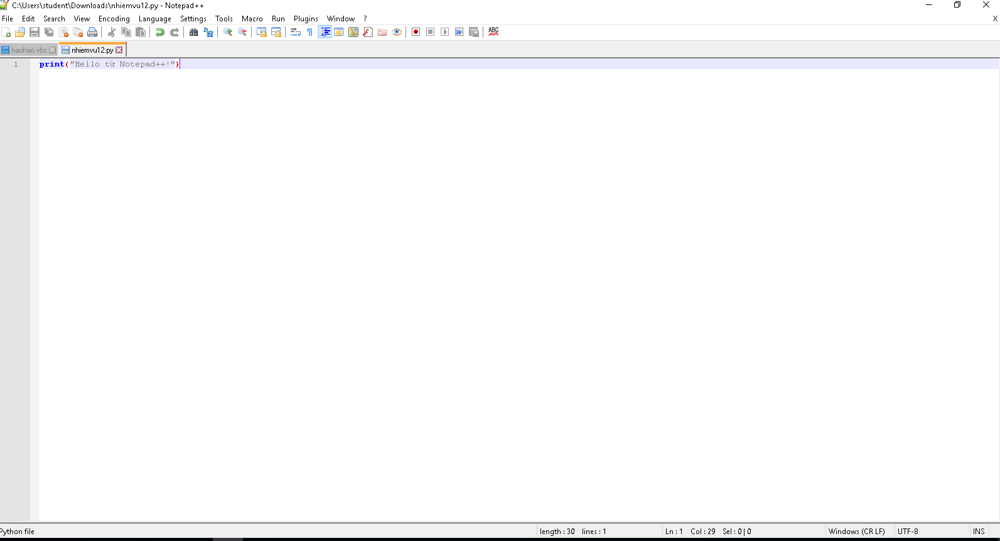 C:\Users\student\Downloads\nhiemvu12.py - Notepad++
File Edit Search View Encoding Language Settings Tools Macro Run Plugins Window ? X
ABC
haohao.vbs nhiemvu12.py
1 print("Hello từ Notepad++!")
Python file length : 30 lines : 1 Ln : 1 Col : 29 Sel : 0 | 0 Windows (CR LF) UTF-8 INS